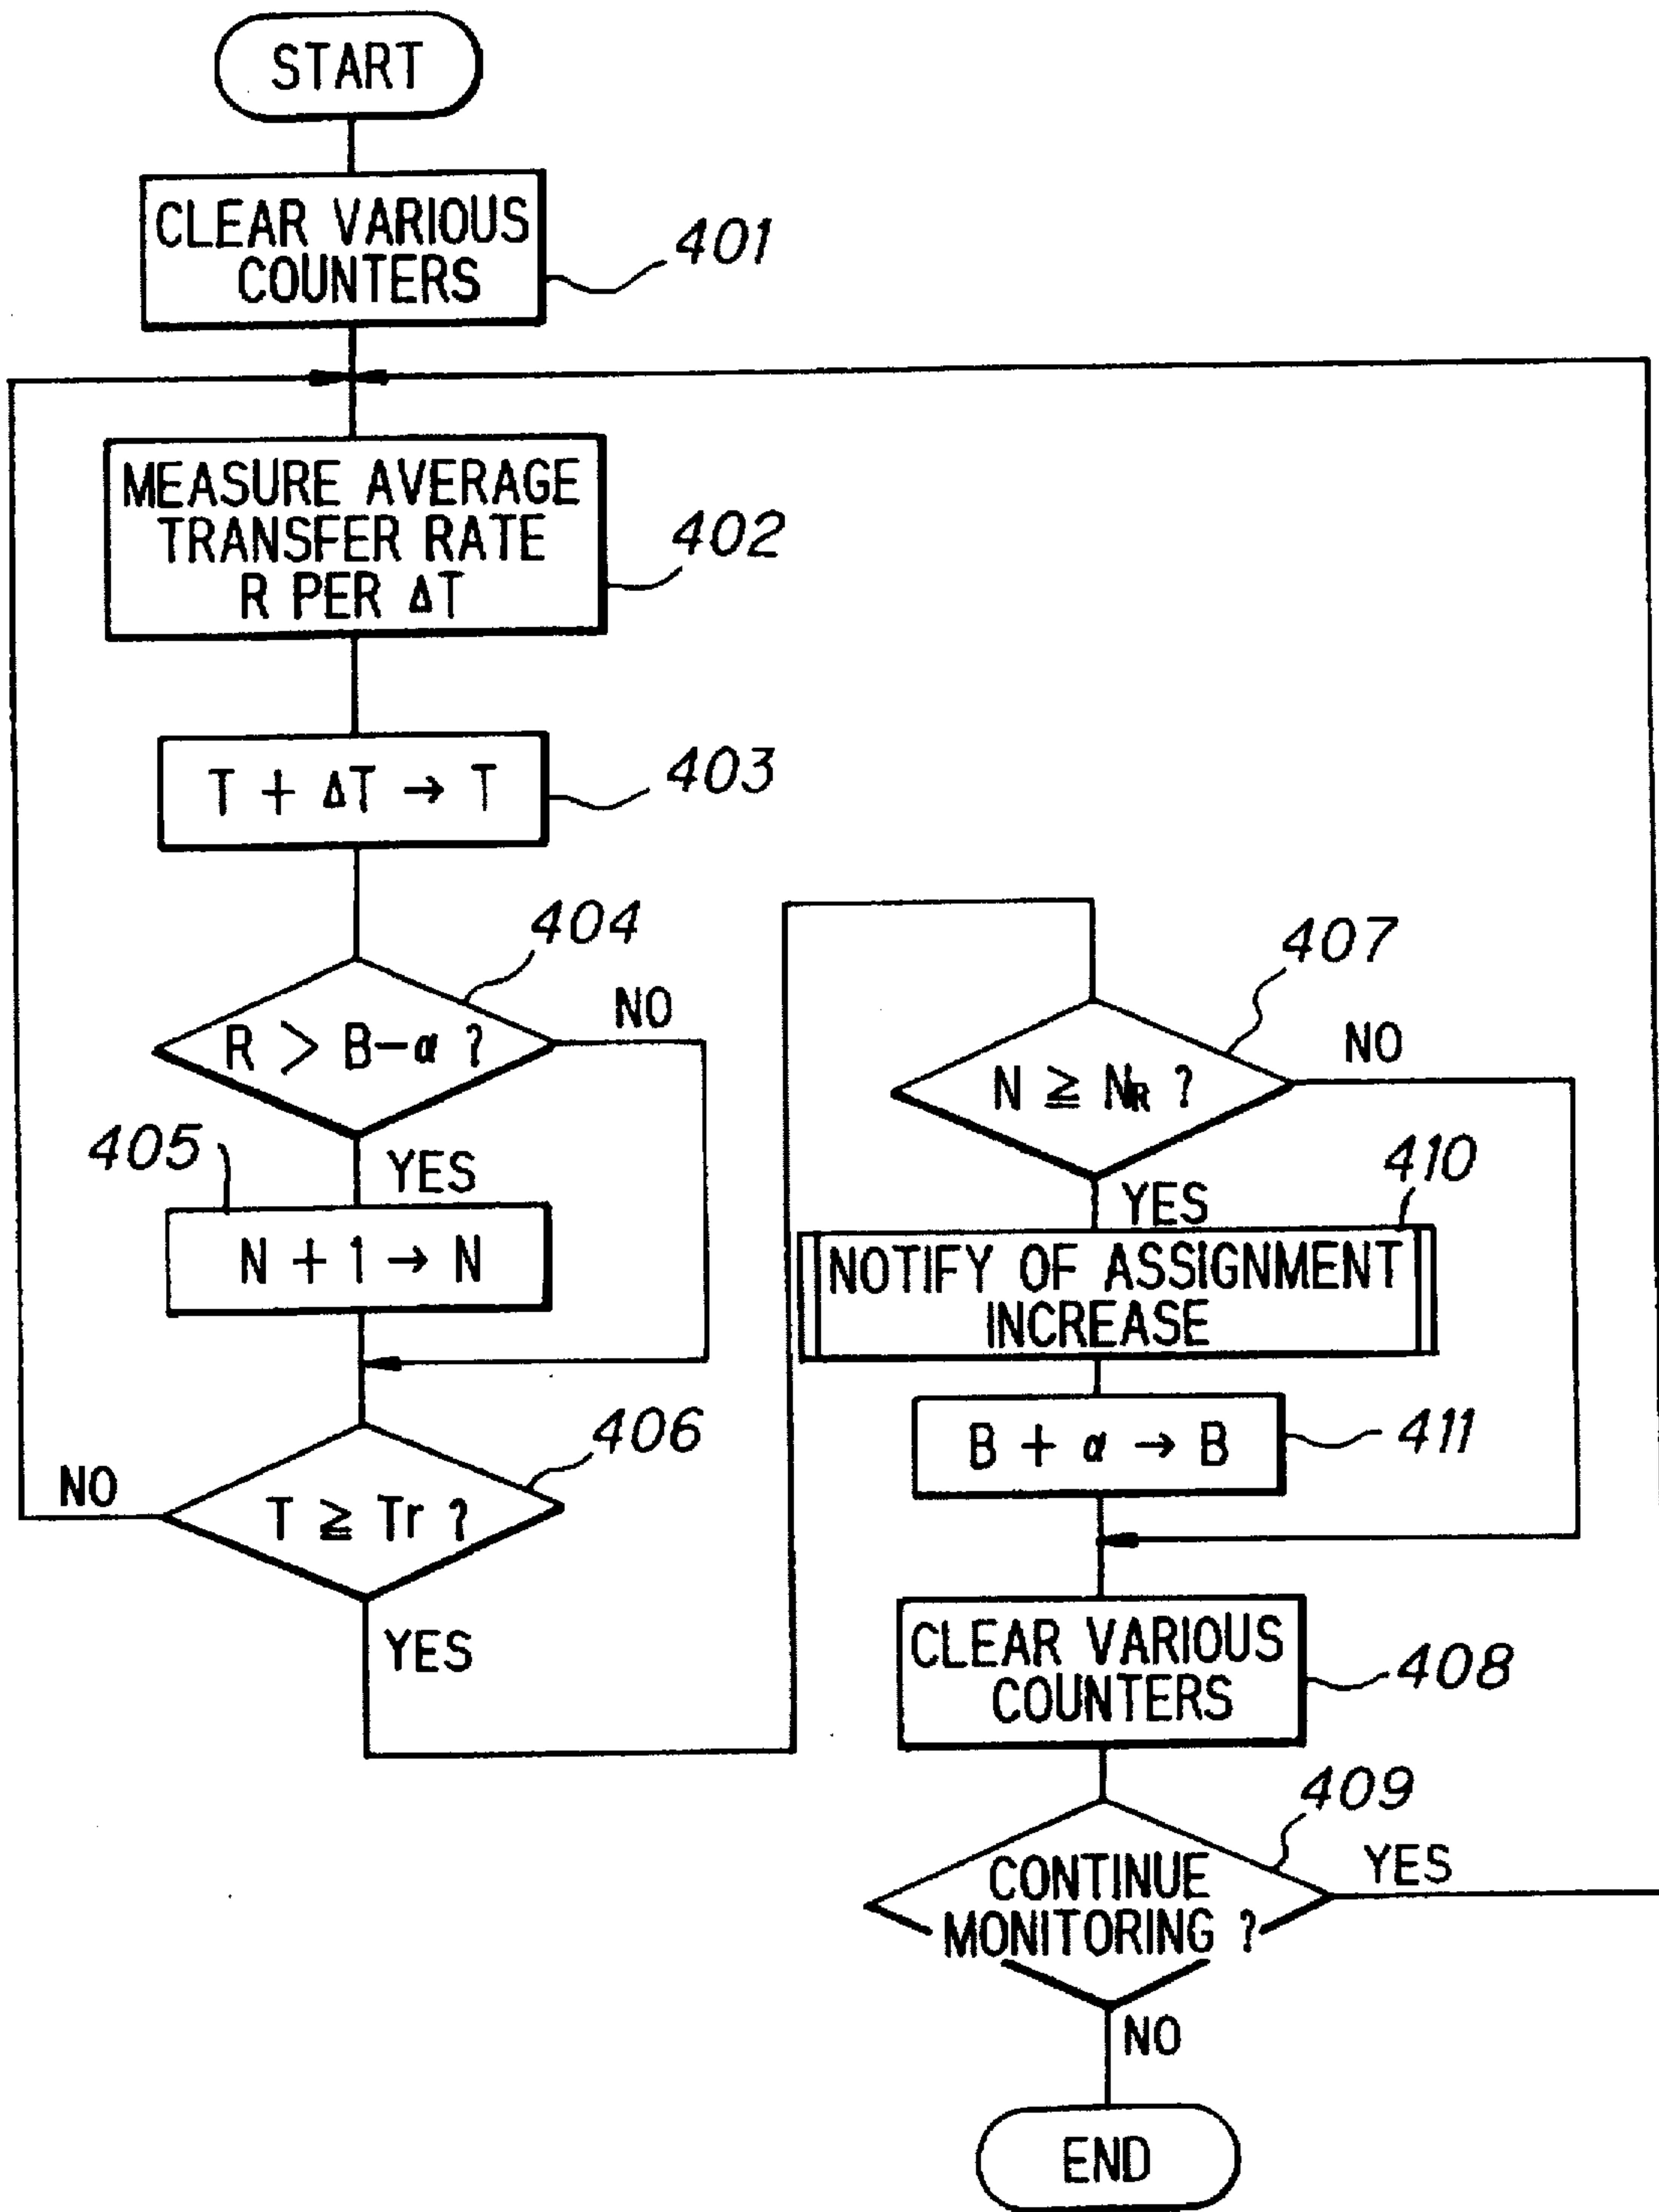 START
CLEAR VARIOUS
COUNTERS
401
MEASURE AVERAGE
TRANSFER RATE
R PER ΔT
402
T + ΔT → T
403
404
R > B-α ?
NO
405
YES
N + 1 → N
406
NO
T ≧ Tr ?
YES
407
N ≧ NR ?
NO
410
YES
NOTIFY OF ASSIGNMENT
INCREASE
B + α → B
411
CLEAR VARIOUS
COUNTERS
408
409
CONTINUE
MONITORING ?
YES
NO
END